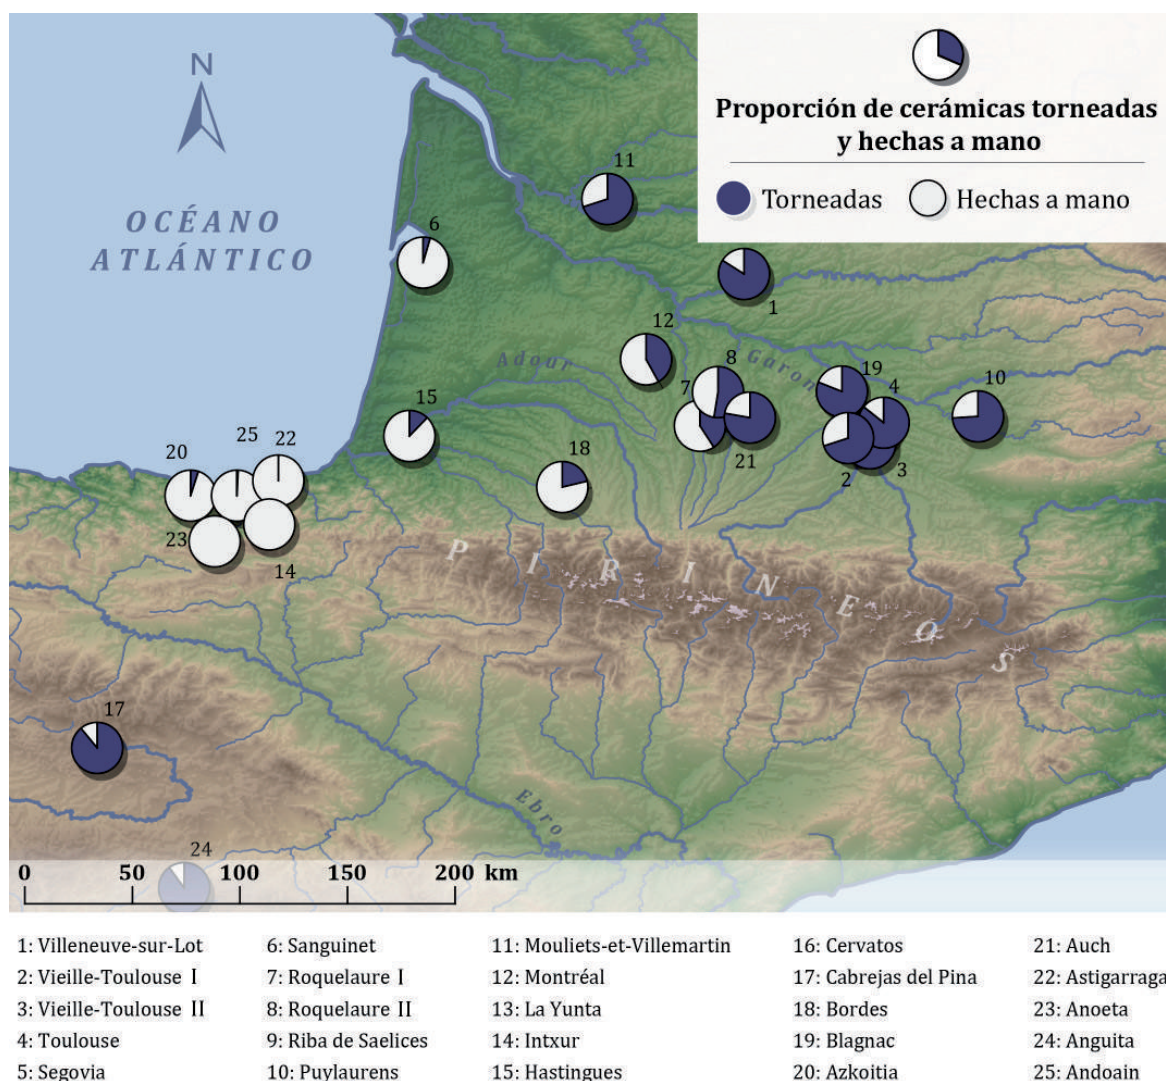 Proporción de cerámicas torneadas
y hechas a mano
Torneadas
Hechas a mano
N
OCÉANO
ATLÁNTICO
11
6
1
12
8
Adour
Garon
7
19
4
10
15
21
18
2
3
20
25
22
23
14
PIRINEOS
17
Ebro
24
0 50 100 150 200 km
1: Villeneuve-sur-Lot
2: Vieille-Toulouse I
3: Vieille-Toulouse II
4: Toulouse
5: Segovia
6: Sanguinet
7: Roquelaure I
8: Roquelaure II
9: Riba de Saelices
10: Puylaurens
11: Mouliets-et-Villemartin
12: Montréal
13: La Yunta
14: Intxur
15: Hastingues
16: Cervatos
17: Cabrejas del Pina
18: Bordes
19: Blagnac
20: Azkoitia
21: Auch
22: Astigarraga
23: Anoeta
24: Anguita
25: Andoain